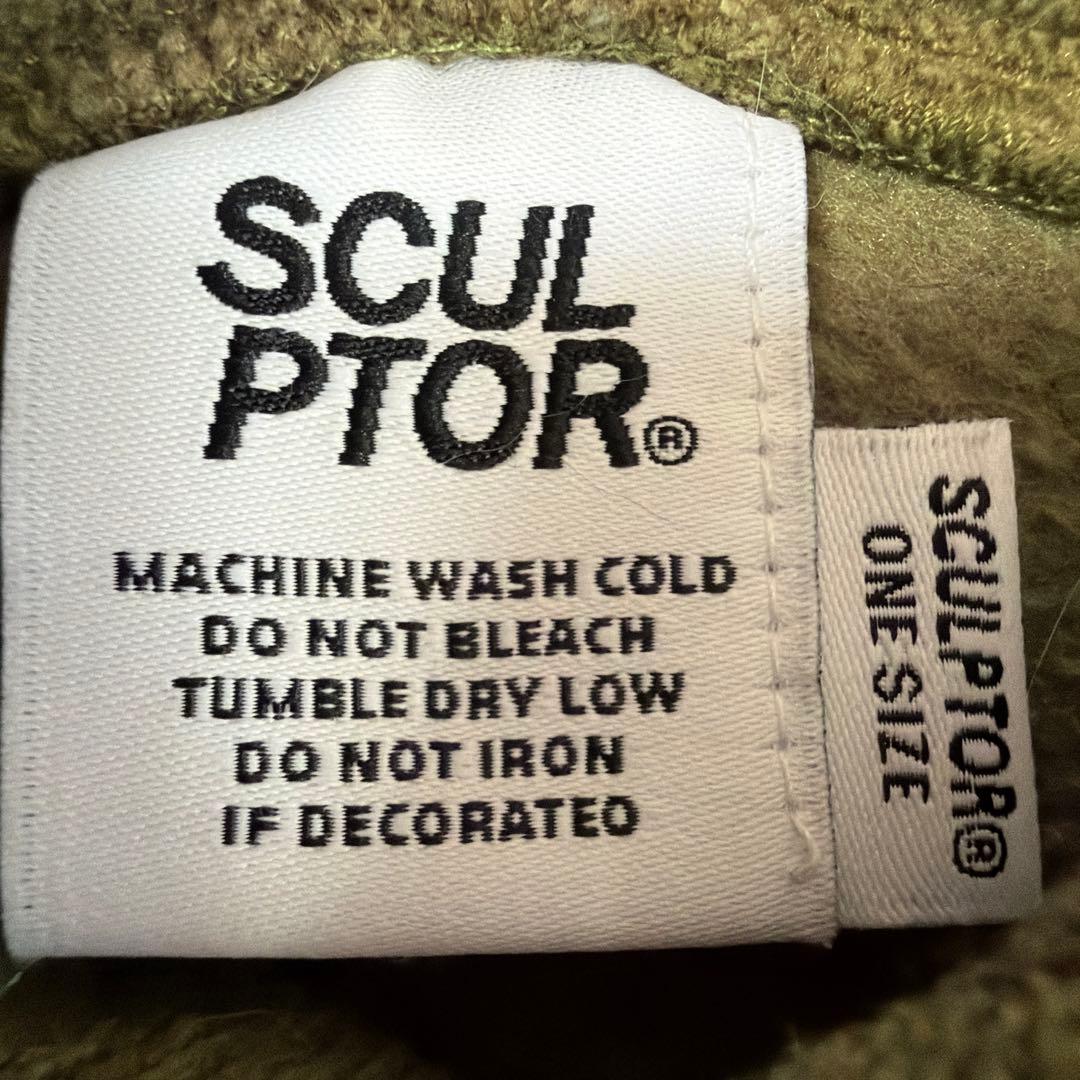 SCUL
PTOR®
MACHINE WASH COLD
DO NOT BLEACH
TUMBLE DRY LOW
DO NOT IRON
IF DECORATED
SCULPTOR®
ONE SIZE